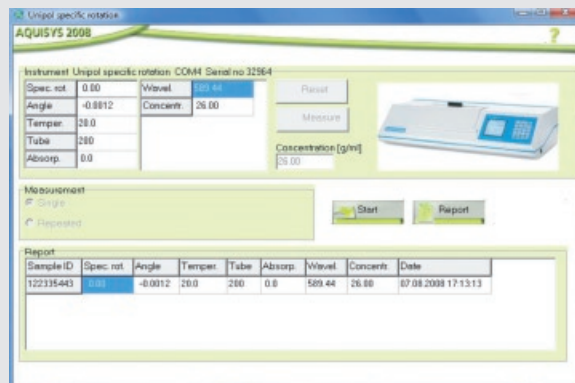 Unipol specific rotation
AQUISYS 2008
?
Instrument Unipol specific rotation COM4 Serial no 32964
Spec. rot. 0.00 Wavel. 589.44 Reset
Angle -0.0012 Concentr. 26.00
Temper. 20.0 Measure
Tube 200 Concentration [g/ml]
Absorp. 0.0 26.00
Measurement
Single
Repeated
Start Report
Report
Sample ID Spec. rot. Angle Temper. Tube Absorp. Wavel. Concentr. Date
122335443 0.00 -0.0012 20.0 200 0.0 589.44 26.00 07.08.2008 17:13:13